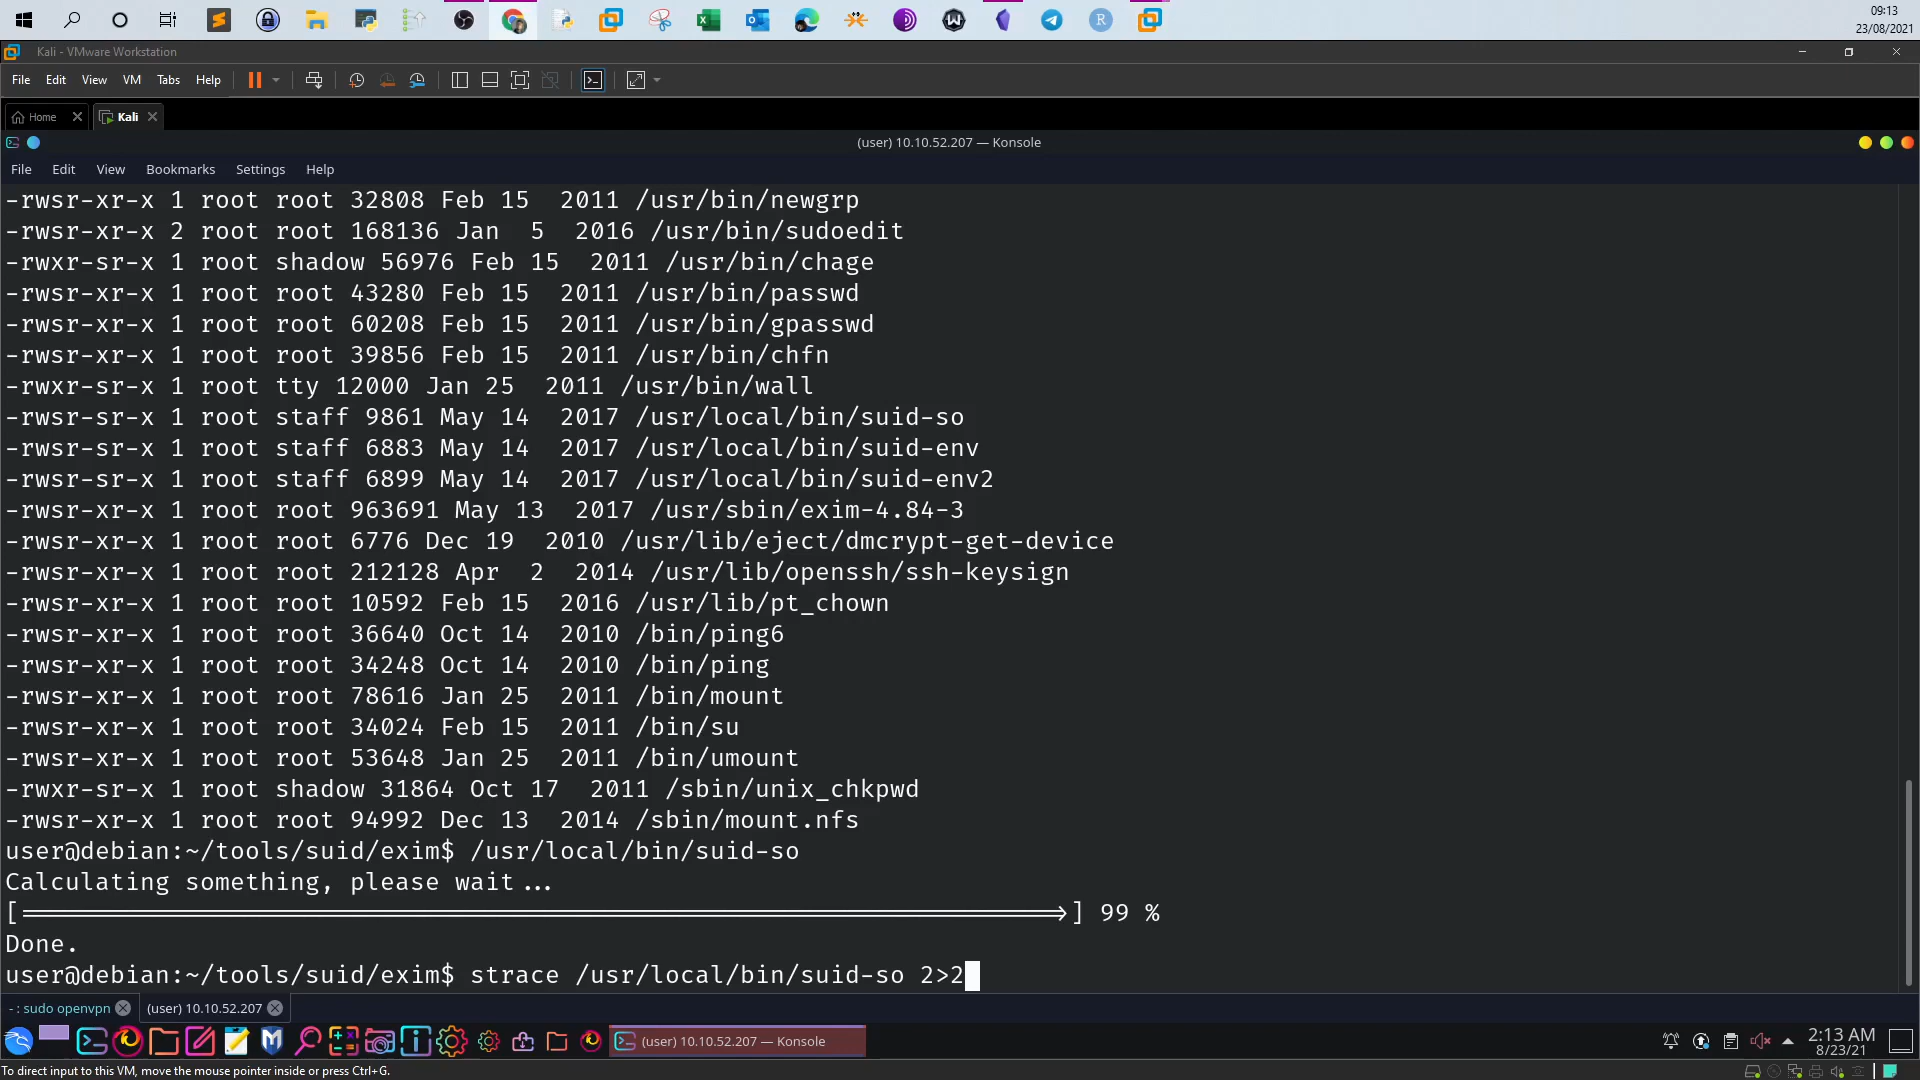 09:13
23/08/2021
Kali - VMware Workstation
File Edit View VM Tabs Help
Home Kali
(user) 10.10.52.207 — Konsole
File Edit View Bookmarks Settings Help
-rwsr-xr-x 1 root root 32808 Feb 15  2011 /usr/bin/newgrp
-rwsr-xr-x 2 root root 168136 Jan  5  2016 /usr/bin/sudoedit
-rwxr-sr-x 1 root shadow 56976 Feb 15  2011 /usr/bin/chage
-rwsr-xr-x 1 root root 43280 Feb 15  2011 /usr/bin/passwd
-rwsr-xr-x 1 root root 60208 Feb 15  2011 /usr/bin/gpasswd
-rwsr-xr-x 1 root root 39856 Feb 15  2011 /usr/bin/chfn
-rwxr-sr-x 1 root tty 12000 Jan 25  2011 /usr/bin/wall
-rwsr-sr-x 1 root staff 9861 May 14  2017 /usr/local/bin/suid-so
-rwsr-sr-x 1 root staff 6883 May 14  2017 /usr/local/bin/suid-env
-rwsr-sr-x 1 root staff 6899 May 14  2017 /usr/local/bin/suid-env2
-rwsr-xr-x 1 root root 963691 May 13  2017 /usr/sbin/exim-4.84-3
-rwsr-xr-x 1 root root 6776 Dec 19  2010 /usr/lib/eject/dmcrypt-get-device
-rwsr-xr-x 1 root root 212128 Apr  2  2014 /usr/lib/openssh/ssh-keysign
-rwsr-xr-x 1 root root 10592 Feb 15  2016 /usr/lib/pt_chown
-rwsr-xr-x 1 root root 36640 Oct 14  2010 /bin/ping6
-rwsr-xr-x 1 root root 34248 Oct 14  2010 /bin/ping
-rwsr-xr-x 1 root root 78616 Jan 25  2011 /bin/mount
-rwsr-xr-x 1 root root 34024 Feb 15  2011 /bin/su
-rwsr-xr-x 1 root root 53648 Jan 25  2011 /bin/umount
-rwxr-sr-x 1 root shadow 31864 Oct 17  2011 /sbin/unix_chkpwd
-rwsr-xr-x 1 root root 94992 Dec 13  2014 /sbin/mount.nfs
user@debian:~/tools/suid/exim$ /usr/local/bin/suid-so
Calculating something, please wait...
[=====================================================================>] 99 %
Done.
user@debian:~/tools/suid/exim$ strace /usr/local/bin/suid-so 2>2
- : sudo openvpn (user) 10.10.52.207
(user) 10.10.52.207 — Konsole
2:13 AM
8/23/21
To direct input to this VM, move the mouse pointer inside or press Ctrl+G.